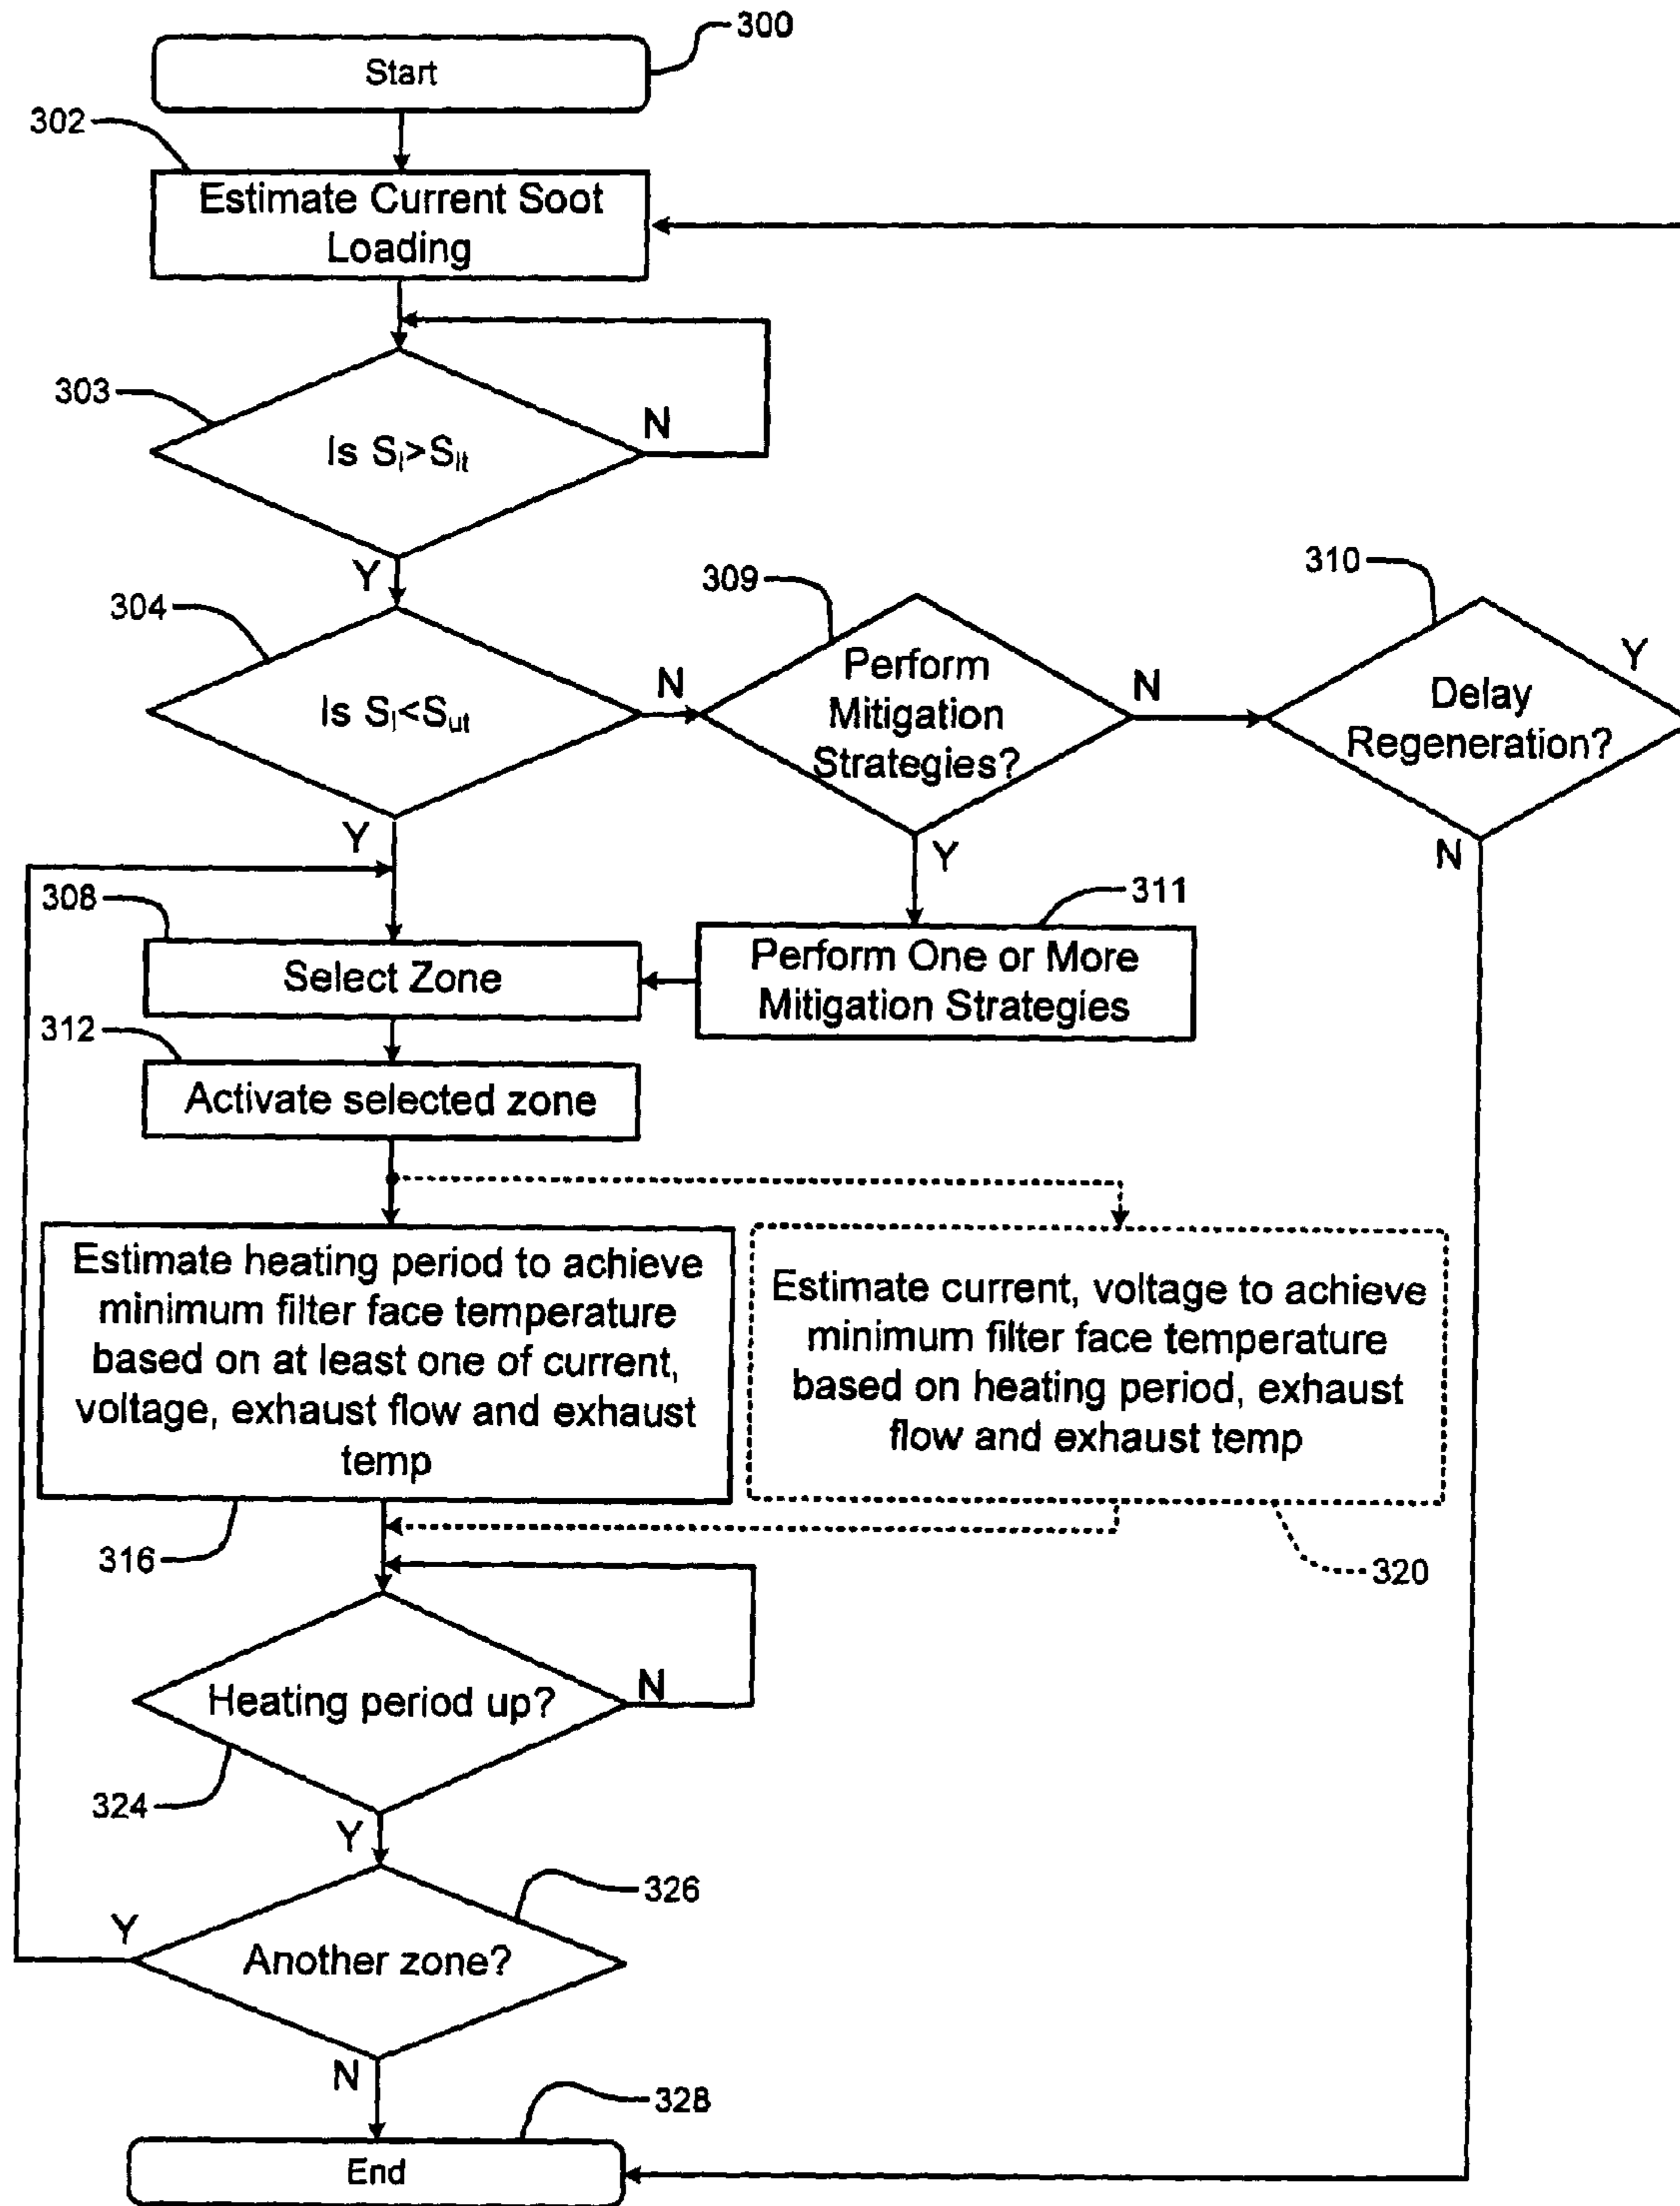 300
Start
302
Estimate Current Soot
Loading
303
Is Sl>Slt
N
Y
304
Is Sl<Sut
N
Y
309
Perform
Mitigation
Strategies?
N
Y
310
Delay
Regeneration?
Y
N
308
Select Zone
311
Perform One or More
Mitigation Strategies
312
Activate selected zone
Estimate heating period to achieve
minimum filter face temperature
based on at least one of current,
voltage, exhaust flow and exhaust
temp
316
Estimate current, voltage to achieve
minimum filter face temperature
based on heating period, exhaust
flow and exhaust temp
320
Heating period up?
N
324
Y
326
Another zone?
Y
N
328
End